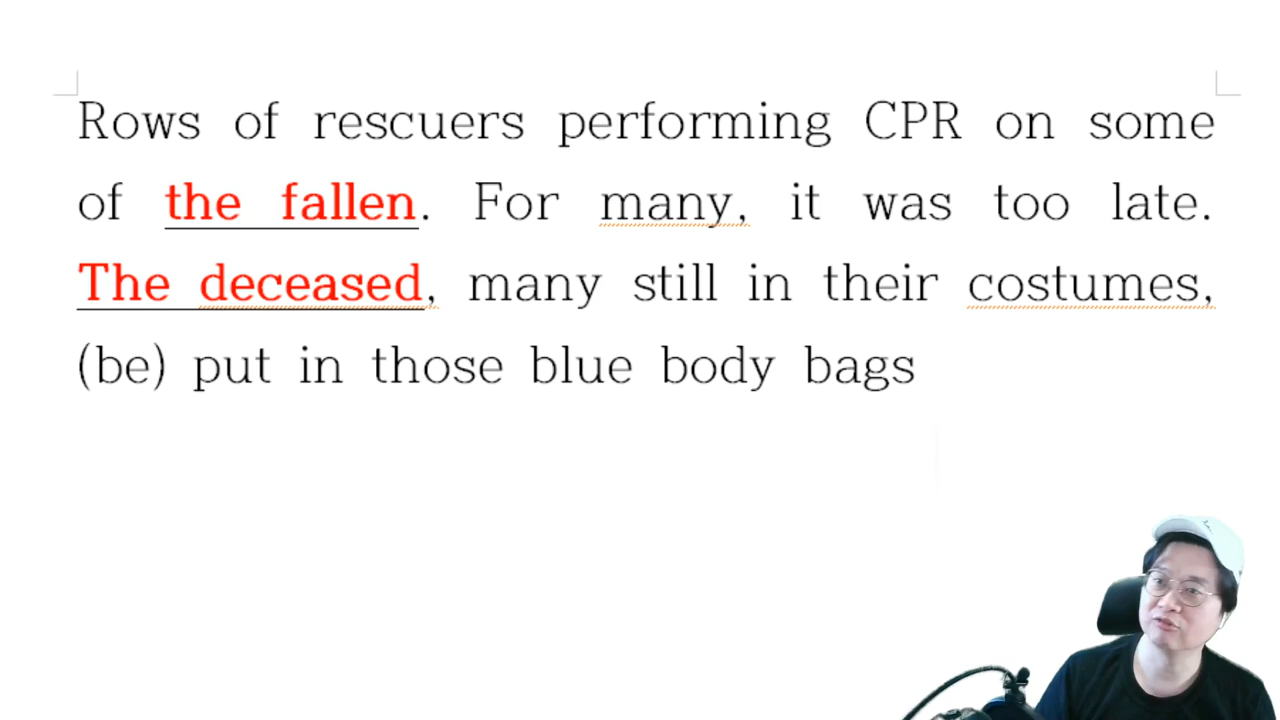 Rows of rescuers performing CPR on some
of the fallen. For many, it was too late.
The deceased, many still in their costumes,
(be) put in those blue body bags